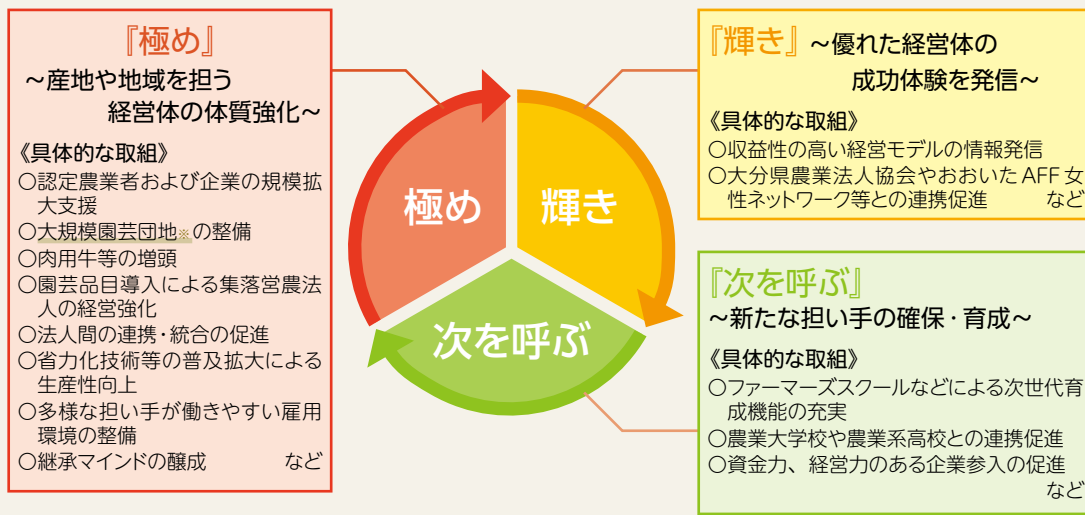 『極め』
～産地や地域を担う
経営体の体質強化～
《具体的な取組》
○認定農業者および企業の規模拡
大支援
○大規模園芸団地※の整備
○肉用牛等の増頭
○園芸品目導入による集落営農法
人の経営強化
○法人間の連携・統合の促進
○省力化技術等の普及拡大による
生産性向上
○多様な担い手が働きやすい雇用
環境の整備
○継承マインドの醸成 など
極め
輝き
次を呼ぶ
『輝き』～優れた経営体の
成功体験を発信～
《具体的な取組》
○収益性の高い経営モデルの情報発信
○大分県農業法人協会やおおいたAFF女
性ネットワーク等との連携促進 など
『次を呼ぶ』
～新たな担い手の確保・育成～
《具体的な取組》
○ファーマーズスクールなどによる次世代育
成機能の充実
○農業大学校や農業系高校との連携促進
○資金力、経営力のある企業参入の促進
など